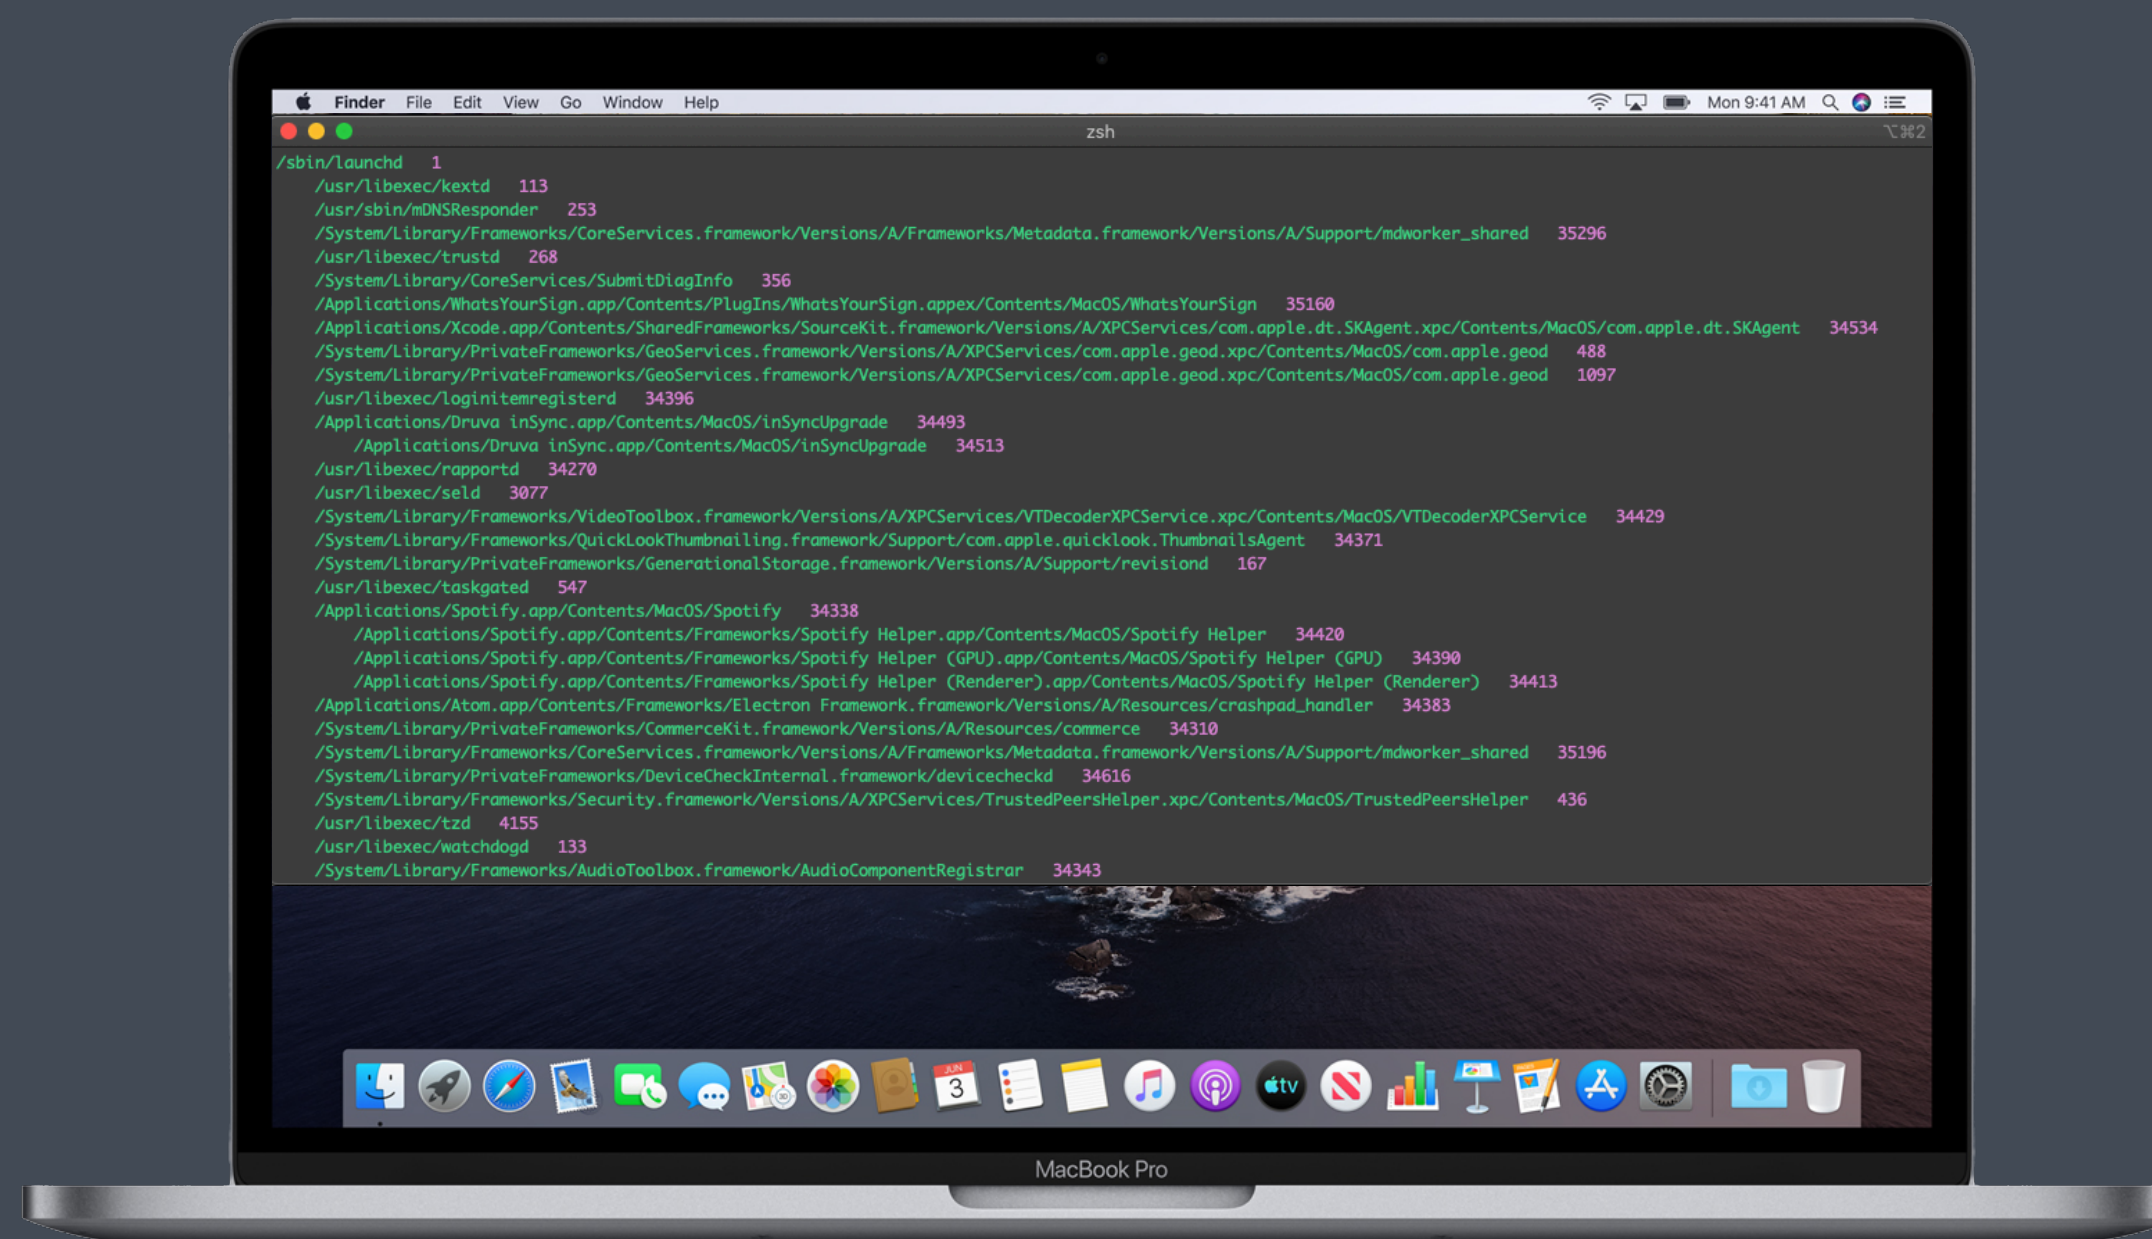 Finder File Edit View Go Window Help Mon 9:41 AM
zsh ⌥⌘2
/sbin/launchd 1
/usr/libexec/kextd 113
/usr/sbin/mDNSResponder 253
/System/Library/Frameworks/CoreServices.framework/Versions/A/Frameworks/Metadata.framework/Versions/A/Support/mdworker_shared 35296
/usr/libexec/trustd 268
/System/Library/CoreServices/SubmitDiagInfo 356
/Applications/WhatsYourSign.app/Contents/PlugIns/WhatsYourSign.appex/Contents/MacOS/WhatsYourSign 35160
/Applications/Xcode.app/Contents/SharedFrameworks/SourceKit.framework/Versions/A/XPCServices/com.apple.dt.SKAgent.xpc/Contents/MacOS/com.apple.dt.SKAgent 34534
/System/Library/PrivateFrameworks/GeoServices.framework/Versions/A/XPCServices/com.apple.geod.xpc/Contents/MacOS/com.apple.geod 488
/System/Library/PrivateFrameworks/GeoServices.framework/Versions/A/XPCServices/com.apple.geod.xpc/Contents/MacOS/com.apple.geod 1097
/usr/libexec/loginitemregisterd 34396
/Applications/Druva inSync.app/Contents/MacOS/inSyncUpgrade 34493
/Applications/Druva inSync.app/Contents/MacOS/inSyncUpgrade 34513
/usr/libexec/rapportd 34270
/usr/libexec/seld 3077
/System/Library/Frameworks/VideoToolbox.framework/Versions/A/XPCServices/VTDecoderXPCService.xpc/Contents/MacOS/VTDecoderXPCService 34429
/System/Library/Frameworks/QuickLookThumbnailing.framework/Support/com.apple.quicklook.ThumbnailsAgent 34371
/System/Library/PrivateFrameworks/GenerationalStorage.framework/Versions/A/Support/revisiond 167
/usr/libexec/taskgated 547
/Applications/Spotify.app/Contents/MacOS/Spotify 34338
/Applications/Spotify.app/Contents/Frameworks/Spotify Helper.app/Contents/MacOS/Spotify Helper 34420
/Applications/Spotify.app/Contents/Frameworks/Spotify Helper (GPU).app/Contents/MacOS/Spotify Helper (GPU) 34390
/Applications/Spotify.app/Contents/Frameworks/Spotify Helper (Renderer).app/Contents/MacOS/Spotify Helper (Renderer) 34413
/Applications/Atom.app/Contents/Frameworks/Electron Framework.framework/Versions/A/Resources/crashpad_handler 34383
/System/Library/PrivateFrameworks/CommerceKit.framework/Versions/A/Resources/commerce 34310
/System/Library/Frameworks/CoreServices.framework/Versions/A/Frameworks/Metadata.framework/Versions/A/Support/mdworker_shared 35196
/System/Library/PrivateFrameworks/DeviceCheckInternal.framework/devicecheckd 34616
/System/Library/Frameworks/Security.framework/Versions/A/XPCServices/TrustedPeersHelper.xpc/Contents/MacOS/TrustedPeersHelper 436
/usr/libexec/tzd 4155
/usr/libexec/watchdogd 133
/System/Library/Frameworks/AudioToolbox.framework/AudioComponentRegistrar 34343
JUN
3
tv
MacBook Pro